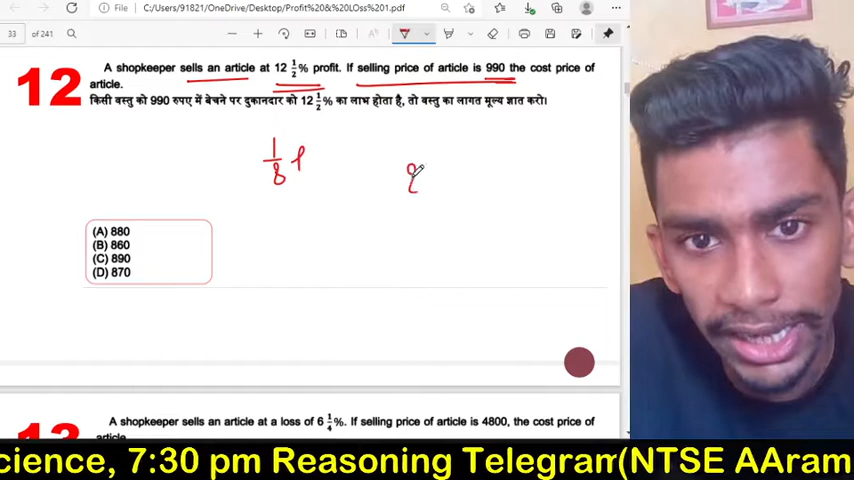 C:/Users/91821/OneDrive/Desktop/Profit%20&%20LOss%201.pdf
33 of 241
A shopkeeper sells an article at 12 1/2% profit. If selling price of article is 990 the cost price of
12 article.
किसी वस्तु को 990 रुपए में बेचने पर दुकानदार को 12 1/2% का लाभ होता है, तो वस्तु का लागत मूल्य ज्ञात करो।
1/8
(A) 880
(B) 860
(C) 890
(D) 870
A shopkeeper sells an article at a loss of 6 1/4%. If selling price of article is 4800, the cost price of
13 article
cience, 7:30 pm Reasoning Telegram (NTSE AAram